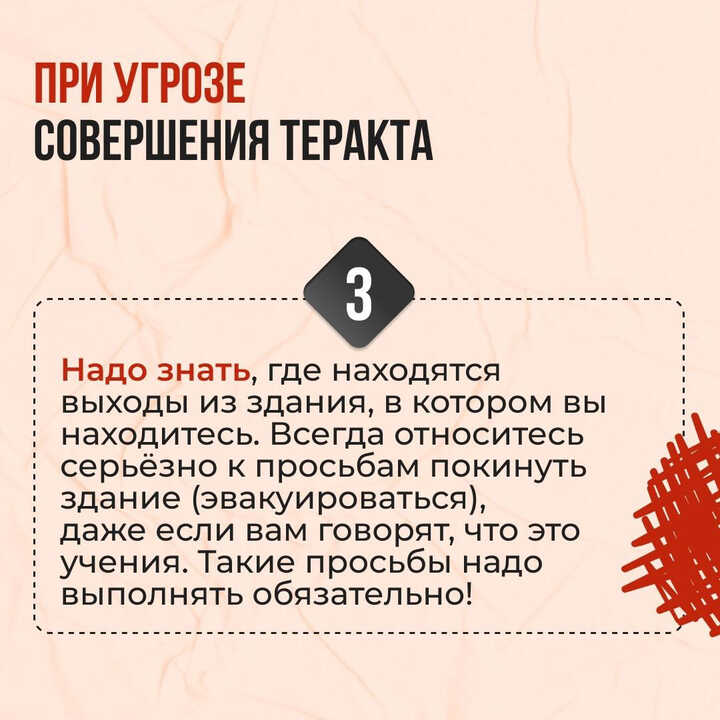 ПРИ УГРОЗЕ
СОВЕРШЕНИЯ ТЕРАКТА
3
Надо знать, где находятся
выходы из здания, в котором вы
находитесь. Всегда относитесь
серьёзно к просьбам покинуть
здание (эвакуироваться),
даже если вам говорят, что это
учения. Такие просьбы надо
выполнять обязательно!